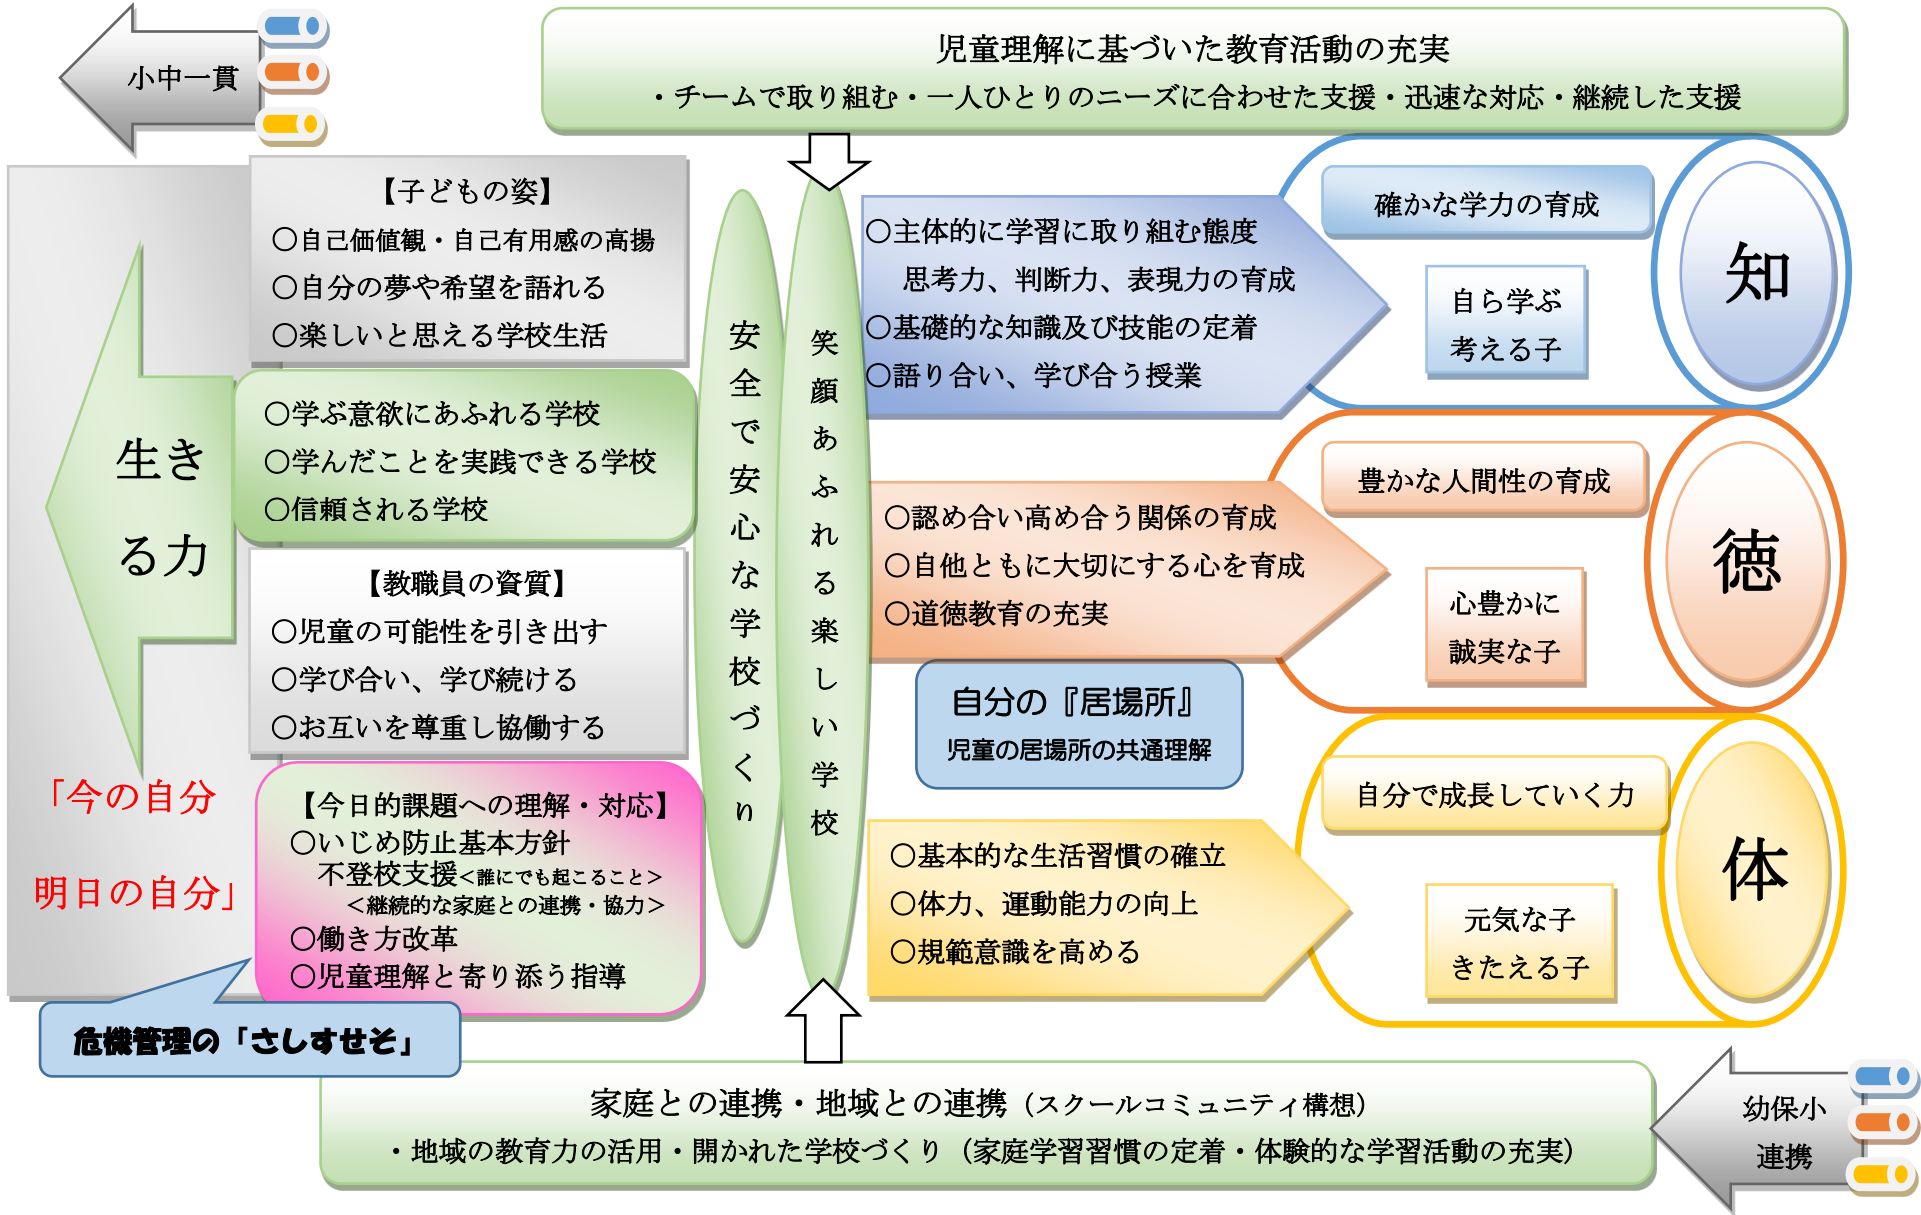 小中一貫
児童理解に基づいた教育活動の充実
・チームで取り組む・一人ひとりのニーズに合わせた支援・迅速な対応・継続した支援
【子どもの姿】
○自己価値観・自己有用感の高揚
○自分の夢や希望を語れる
○楽しいと思える学校生活
○学ぶ意欲にあふれる学校
○学んだことを実践できる学校
○信頼される学校
生き
る力
【教職員の資質】
○児童の可能性を引き出す
○学び合い、学び続ける
○お互いを尊重し協働する
「今の自分
明日の自分」
【今日的課題への理解・対応】
○いじめ防止基本方針
不登校支援<誰にでも起こること>
<継続的な家庭との連携・協力>
○働き方改革
○児童理解と寄り添う指導
危機管理の「さしすせそ」
安全で安心な学校づくり
笑顔あふれる楽しい学校
○主体的に学習に取り組む態度
思考力、判断力、表現力の育成
○基礎的な知識及び技能の定着
○語り合い、学び合う授業
確かな学力の育成
自ら学ぶ
考える子
知
○認め合い高め合う関係の育成
○自他ともに大切にする心を育成
○道徳教育の充実
豊かな人間性の育成
心豊かに
誠実な子
徳
自分の『居場所』
児童の居場所の共通理解
○基本的な生活習慣の確立
○体力、運動能力の向上
○規範意識を高める
自分で成長していく力
元気な子
きたえる子
体
家庭との連携・地域との連携（スクールコミュニティ構想）
・地域の教育力の活用・開かれた学校づくり（家庭学習習慣の定着・体験的な学習活動の充実）
幼保小
連携